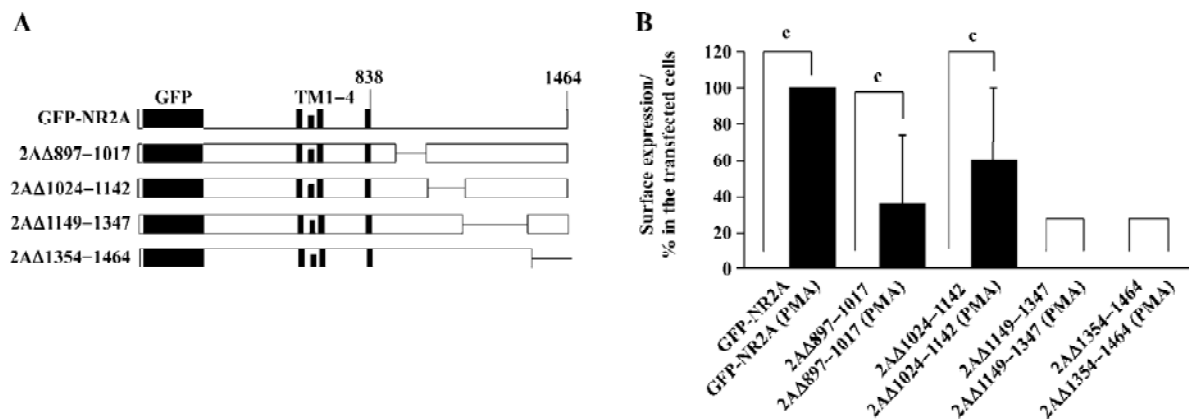 A
838
1464
GFP
TM1–4
GFP-NR2A
2AΔ897–1017
2AΔ1024–1142
2AΔ1149–1347
2AΔ1354–1464
B
Surface expression/
% in the transfected cells
120
100
80
60
40
20
0
c
c
c
GFP-NR2A
GFP-NR2A (PMA)
2AΔ897–1017
2AΔ897–1017 (PMA)
2AΔ1024–1142
2AΔ1024–1142 (PMA)
2AΔ1149–1347
2AΔ1149–1347 (PMA)
2AΔ1354–1464
2AΔ1354–1464 (PMA)